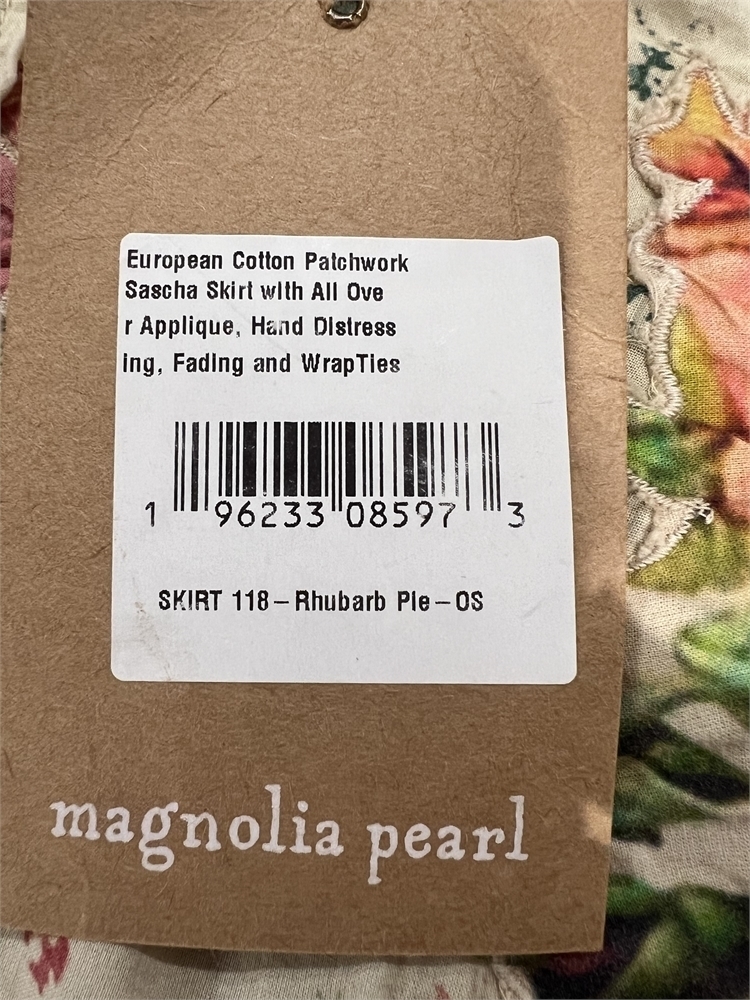 European Cotton Patchwork
Sascha Skirt with All Ove
r Applique, Hand Distress
ing, Fading and WrapTies
1 96233 08597 3
SKIRT 118-Rhubarb Pie-OS
magnolia pearl